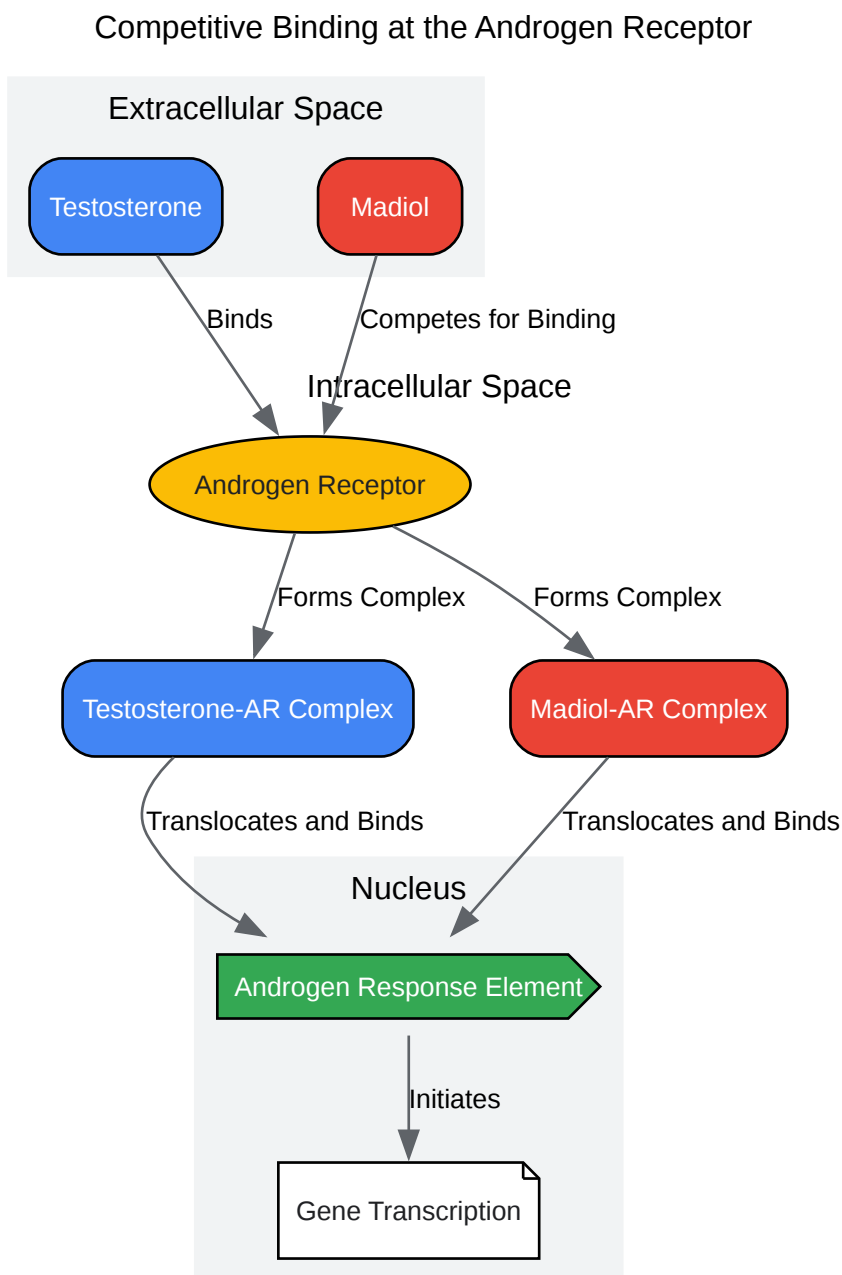 Competitive Binding at the Androgen Receptor
Extracellular Space
Testosterone
Madiol
Binds
Competes for Binding
Intracellular Space
Androgen Receptor
Forms Complex
Forms Complex
Testosterone-AR Complex
Madiol-AR Complex
Translocates and Binds
Translocates and Binds
Nucleus
Androgen Response Element
Initiates
Gene Transcription